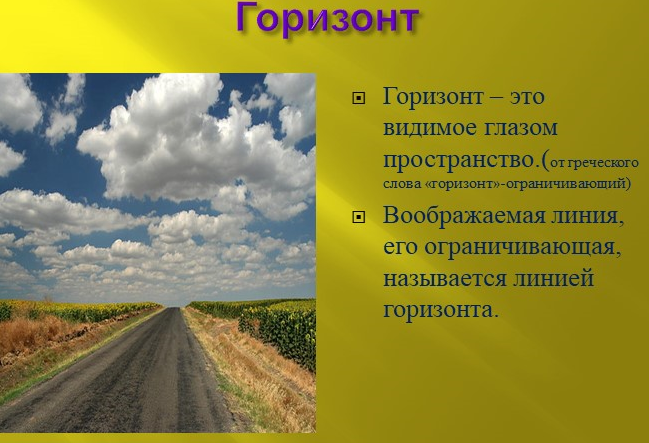 Горизонт
Горизонт – это
видимое глазом
пространство.(от греческого
слова «горизонт»-ограничивающий)
Воображаемая линия,
его ограничивающая,
называется линией
горизонта.